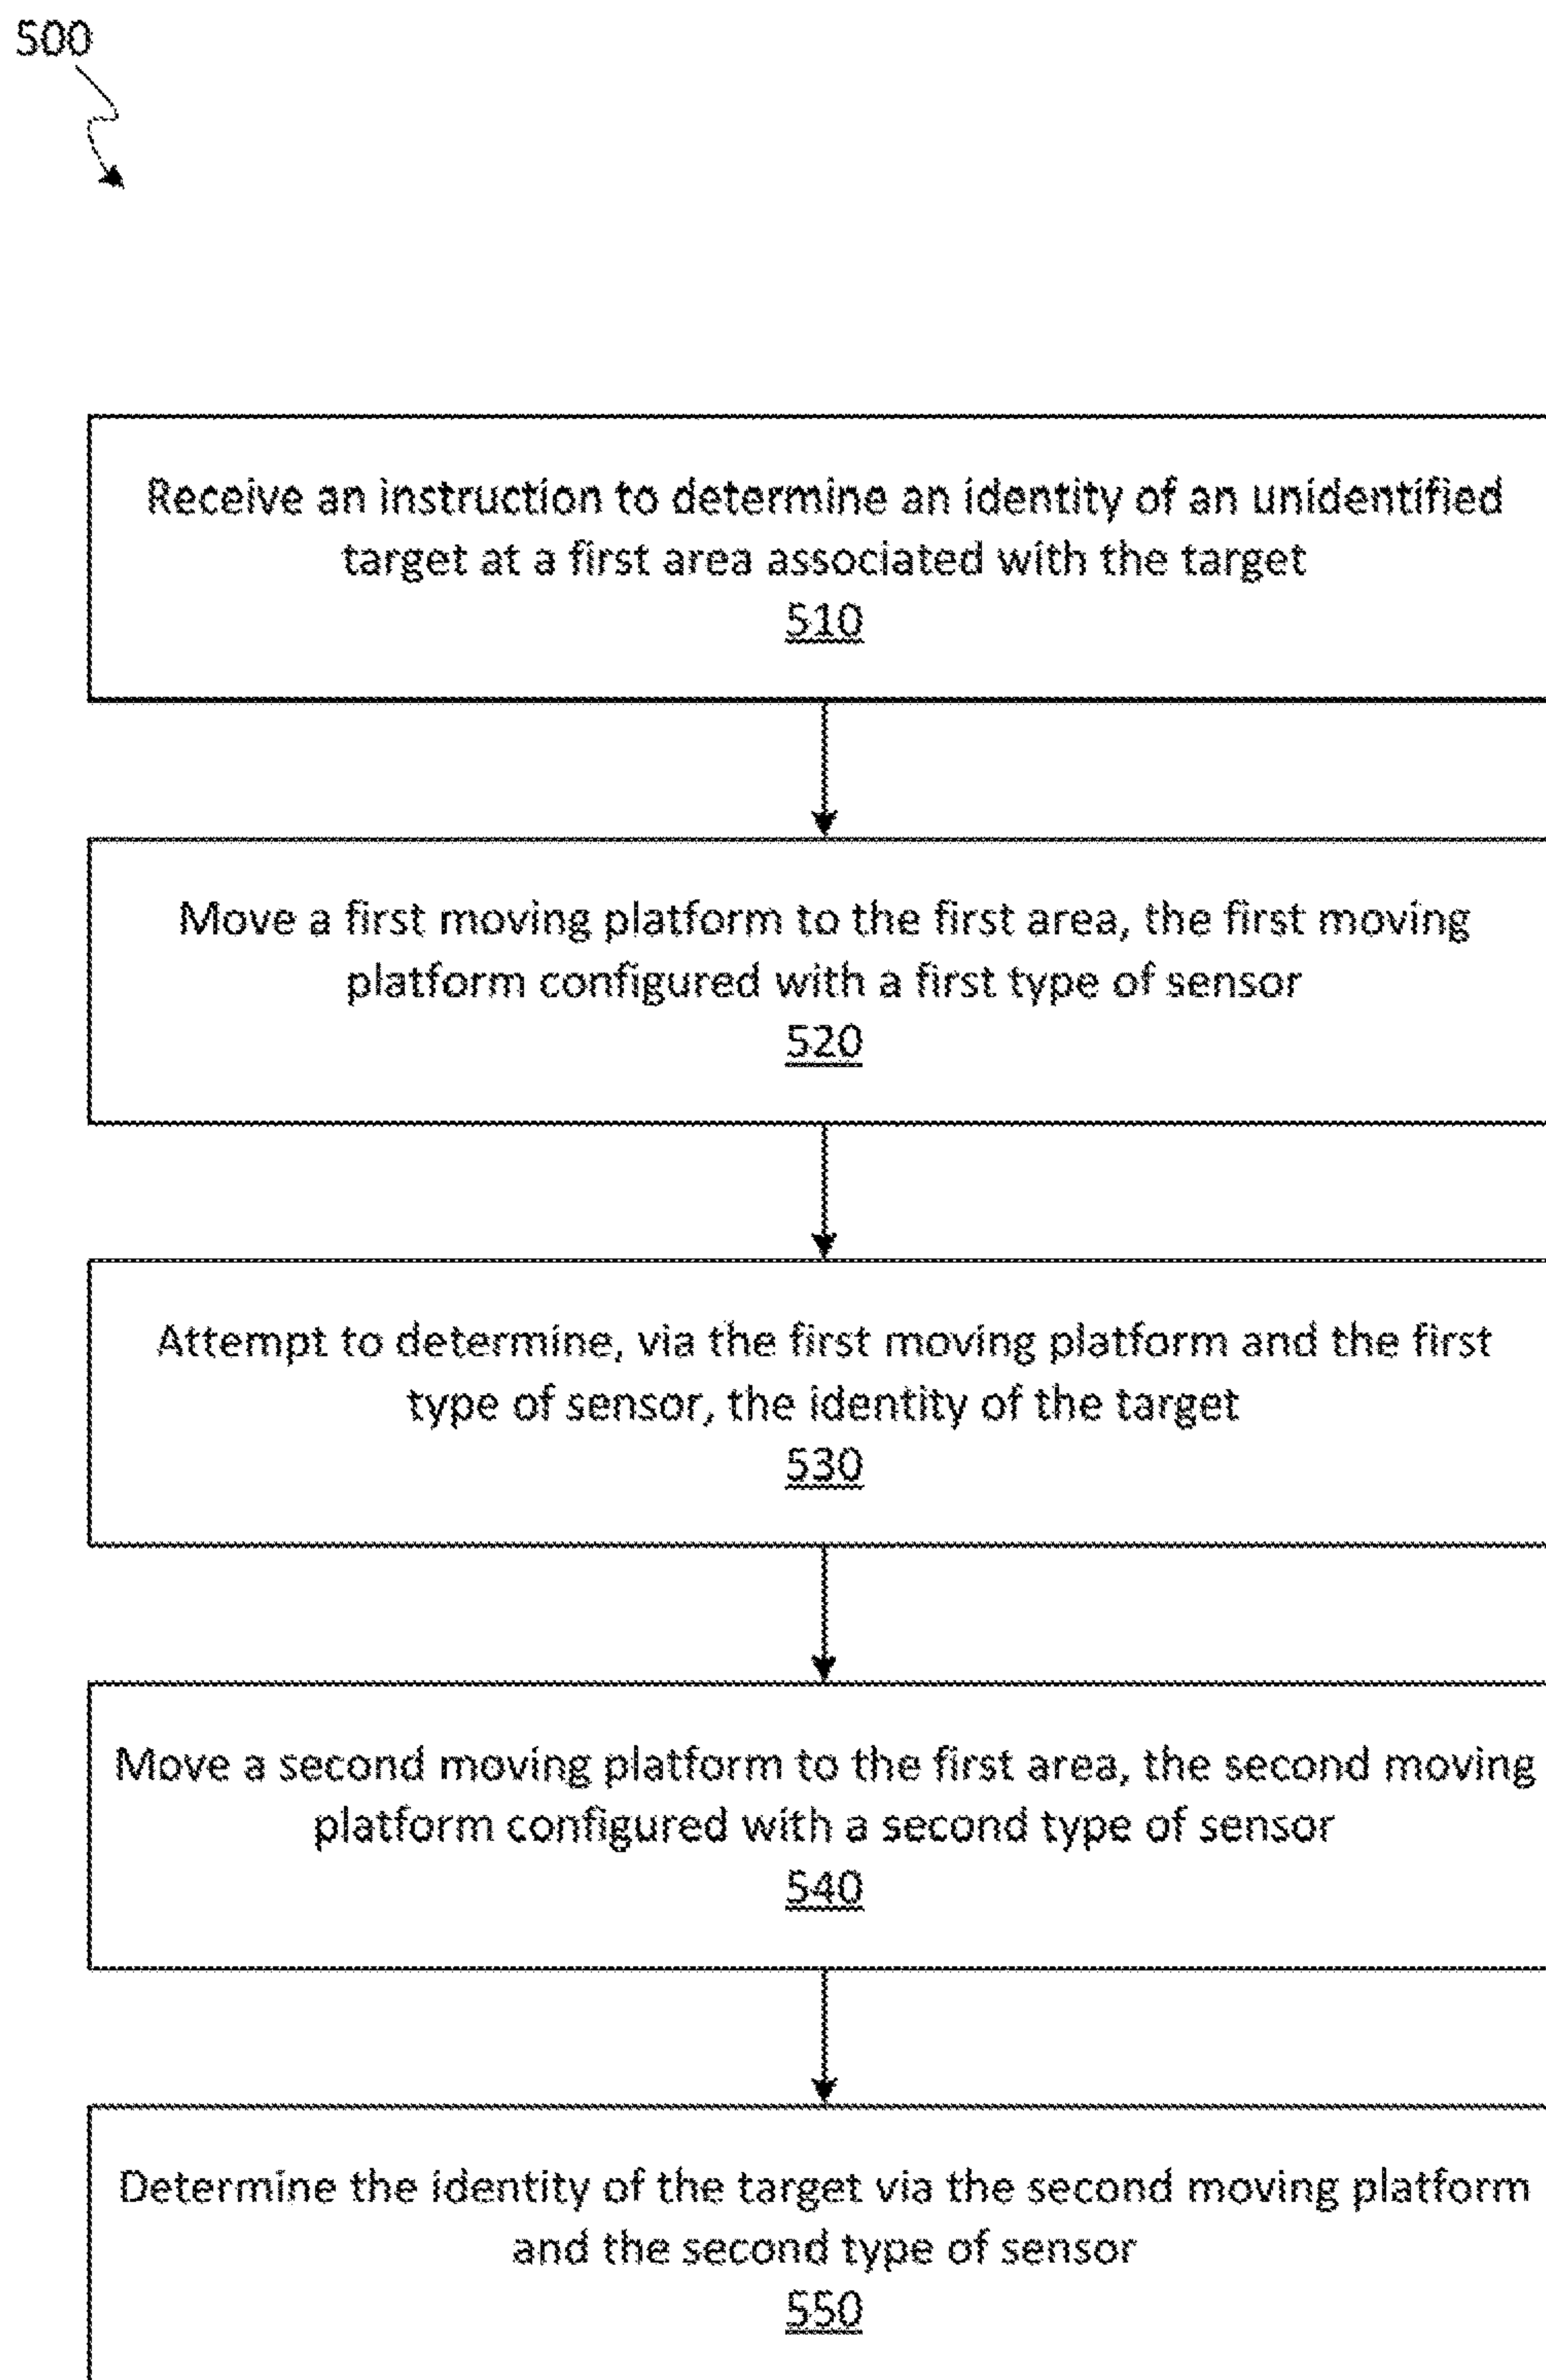 500
Receive an instruction to determine an identity of an unidentified
target at a first area associated with the target
510
Move a first moving platform to the first area, the first moving
platform configured with a first type of sensor
520
Attempt to determine, via the first moving platform and the first
type of sensor, the identity of the target
530
Move a second moving platform to the first area, the second moving
platform configured with a second type of sensor
540
Determine the identity of the target via the second moving platform
and the second type of sensor
550